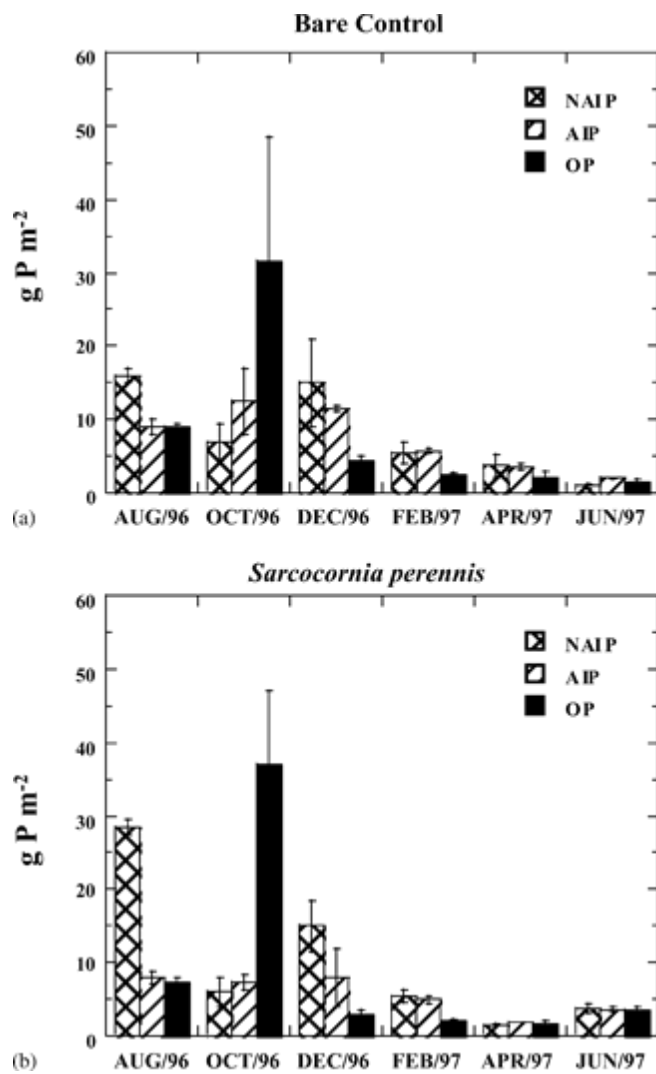 Bare Control
60
50
40
30
20
10
0
g P m-2
NAIP
AIP
OP
(a)
AUG/96 OCT/96 DEC/96 FEB/97 APR/97 JUN/97
Sarcocornia perennis
60
50
40
30
20
10
0
g P m-2
NAIP
AIP
OP
(b)
AUG/96 OCT/96 DEC/96 FEB/97 APR/97 JUN/97